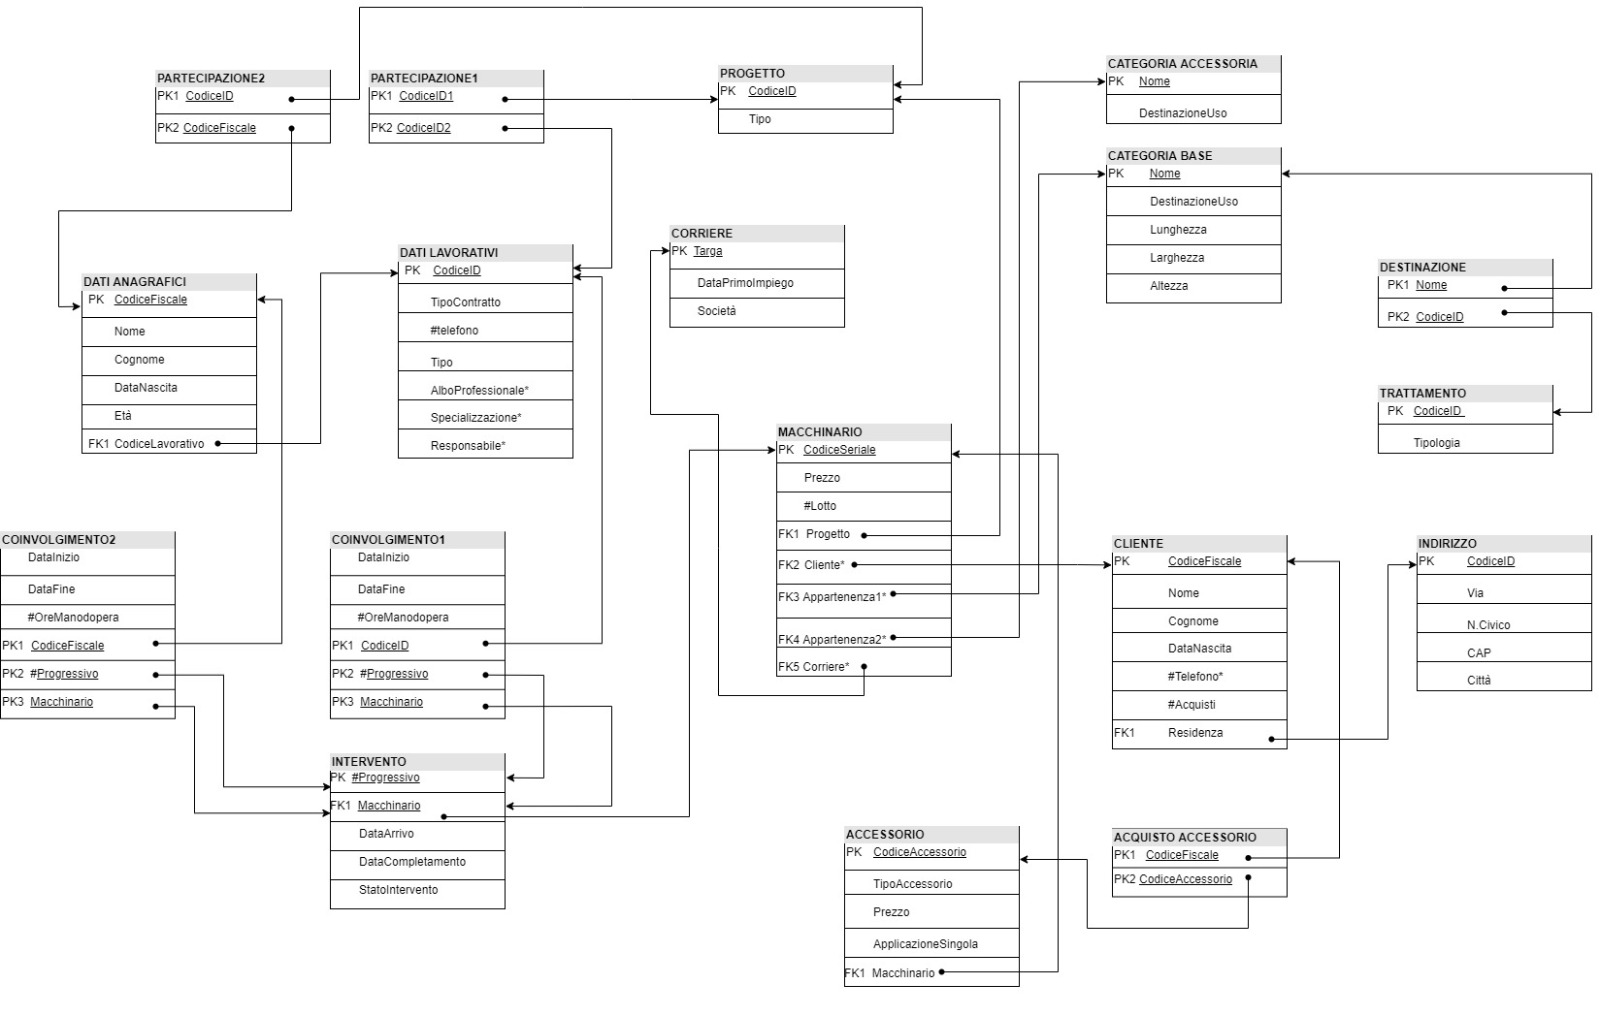 PARTECIPAZIONE2
PK1 CodiceID
PK2 CodiceFiscale
PARTECIPAZIONE1
PK1 CodiceID1
PK2 CodiceID2
PROGETTO
PK CodiceID
Tipo
CATEGORIA ACCESSORIA
PK Nome
DestinazioneUso
CATEGORIA BASE
PK Nome
DestinazioneUso
Lunghezza
Larghezza
Altezza
CORRIERE
PK Targa
DataPrimoImpiego
Società
DATI LAVORATIVI
PK CodiceID
TipoContratto
#telefono
Tipo
AlboProfessionale*
Specializzazione*
Responsabile*
DATI ANAGRAFICI
PK CodiceFiscale
Nome
Cognome
DataNascita
Età
FK1 CodiceLavorativo
DESTINAZIONE
PK1 Nome
PK2 CodiceID
TRATTAMENTO
PK CodiceID
Tipologia
MACCHINARIO
PK CodiceSeriale
Prezzo
#Lotto
FK1 Progetto
FK2 Cliente*
FK3 Appartenenza1*
FK4 Appartenenza2*
FK5 Corriere*
COINVOLGIMENTO2
DataInizio
DataFine
#OreManodopera
PK1 CodiceFiscale
PK2 #Progressivo
PK3 Macchinario
COINVOLGIMENTO1
DataInizio
DataFine
#OreManodopera
PK1 CodiceID
PK2 #Progressivo
PK3 Macchinario
CLIENTE
PK CodiceFiscale
Nome
Cognome
DataNascita
#Telefono*
#Acquisti
FK1 Residenza
INDIRIZZO
PK CodiceID
Via
N.Civico
CAP
Città
INTERVENTO
PK #Progressivo
FK1 Macchinario
DataArrivo
DataCompletamento
StatoIntervento
ACCESSORIO
PK CodiceAccessorio
TipoAccessorio
Prezzo
ApplicazioneSingola
FK1 Macchinario
ACQUISTO ACCESSORIO
PK1 CodiceFiscale
PK2 CodiceAccessorio